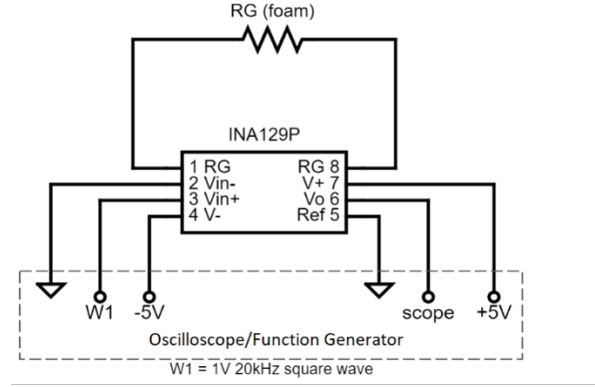 RG (foam)
INA129P
1 RG
RG 8
2 Vin-
V+ 7
3 Vin+
Vo 6
4 V-
Ref 5
W1
-5V
scope
+5V
Oscilloscope/Function Generator
W1 = 1V 20kHz square wave